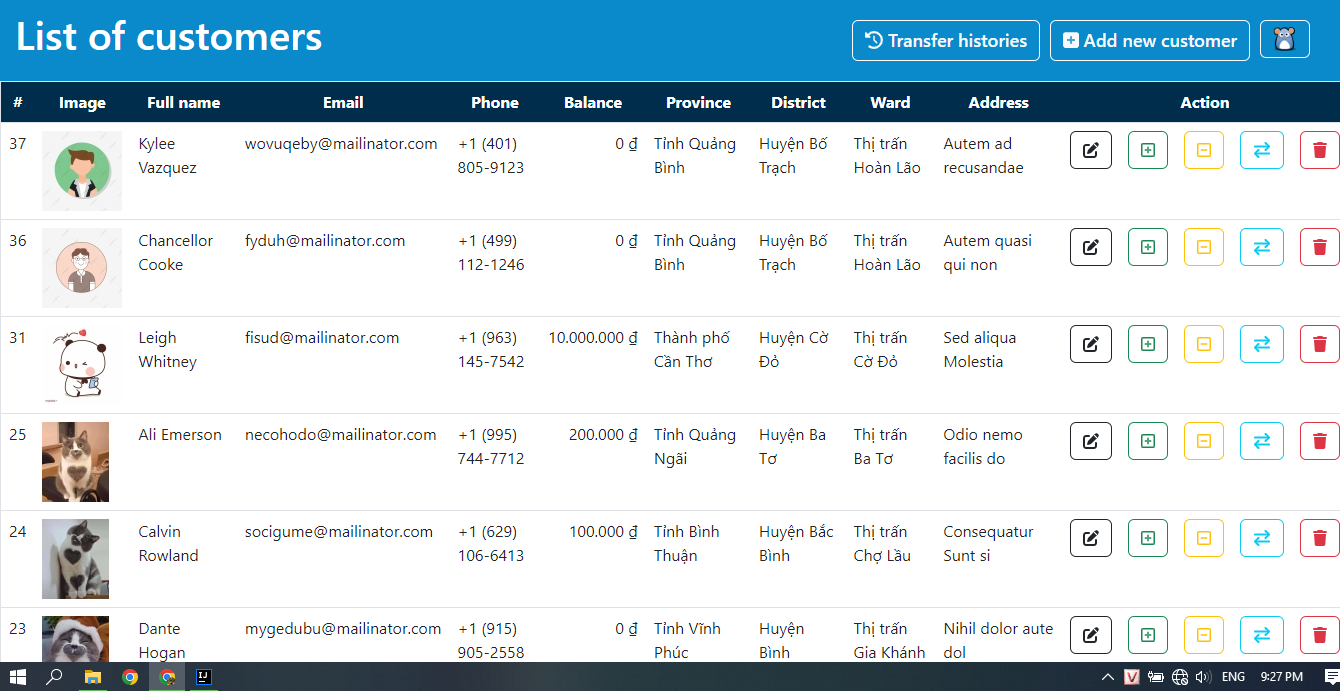 List of customers
Transfer histories
Add new customer
# Image Full name Email Phone Balance Province District Ward Address Action
37 Kylee wovuqeby@mailinator.com +1 (401) 0 ₫ Tỉnh Quảng Huyện Bố Thị trấn Autem ad
Vazquez 805-9123 Bình Trạch Hoàn Lão recusandae
36 Chancellor fyduh@mailinator.com +1 (499) 0 ₫ Tỉnh Quảng Huyện Bố Thị trấn Autem quasi
Cooke 112-1246 Bình Trạch Hoàn Lão qui non
31 Leigh fisud@mailinator.com +1 (963) 10.000.000 ₫ Thành phố Huyện Cờ Thị trấn Sed aliqua
Whitney 145-7542 Cần Thơ Đỏ Cờ Đỏ Molestia
25 Ali Emerson necohodo@mailinator.com +1 (995) 200.000 ₫ Tỉnh Quảng Huyện Ba Thị trấn Odio nemo
744-7712 Ngãi Tơ Ba Tơ facilis do
24 Calvin socigume@mailinator.com +1 (629) 100.000 ₫ Tỉnh Bình Huyện Bắc Thị trấn Consequatur
Rowland 106-6413 Thuận Bình Chợ Lầu Sunt si
23 Dante mygedubu@mailinator.com +1 (915) 0 ₫ Tỉnh Vĩnh Huyện Thị trấn Nihil dolor aute
Hogan 905-2558 Phúc Bình Gia Khánh dol
IJ V ENG 9:27 PM